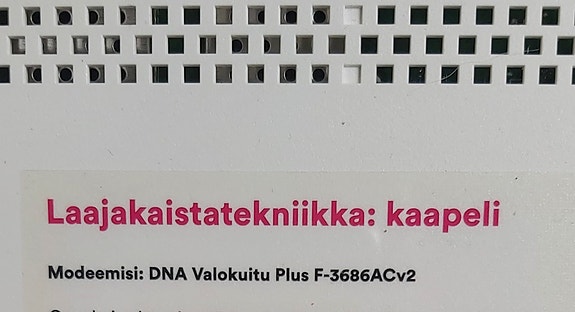 Laajakaistatekniikka: kaapeli
Modeemisi: DNA Valokuitu Plus F-3686ACv2